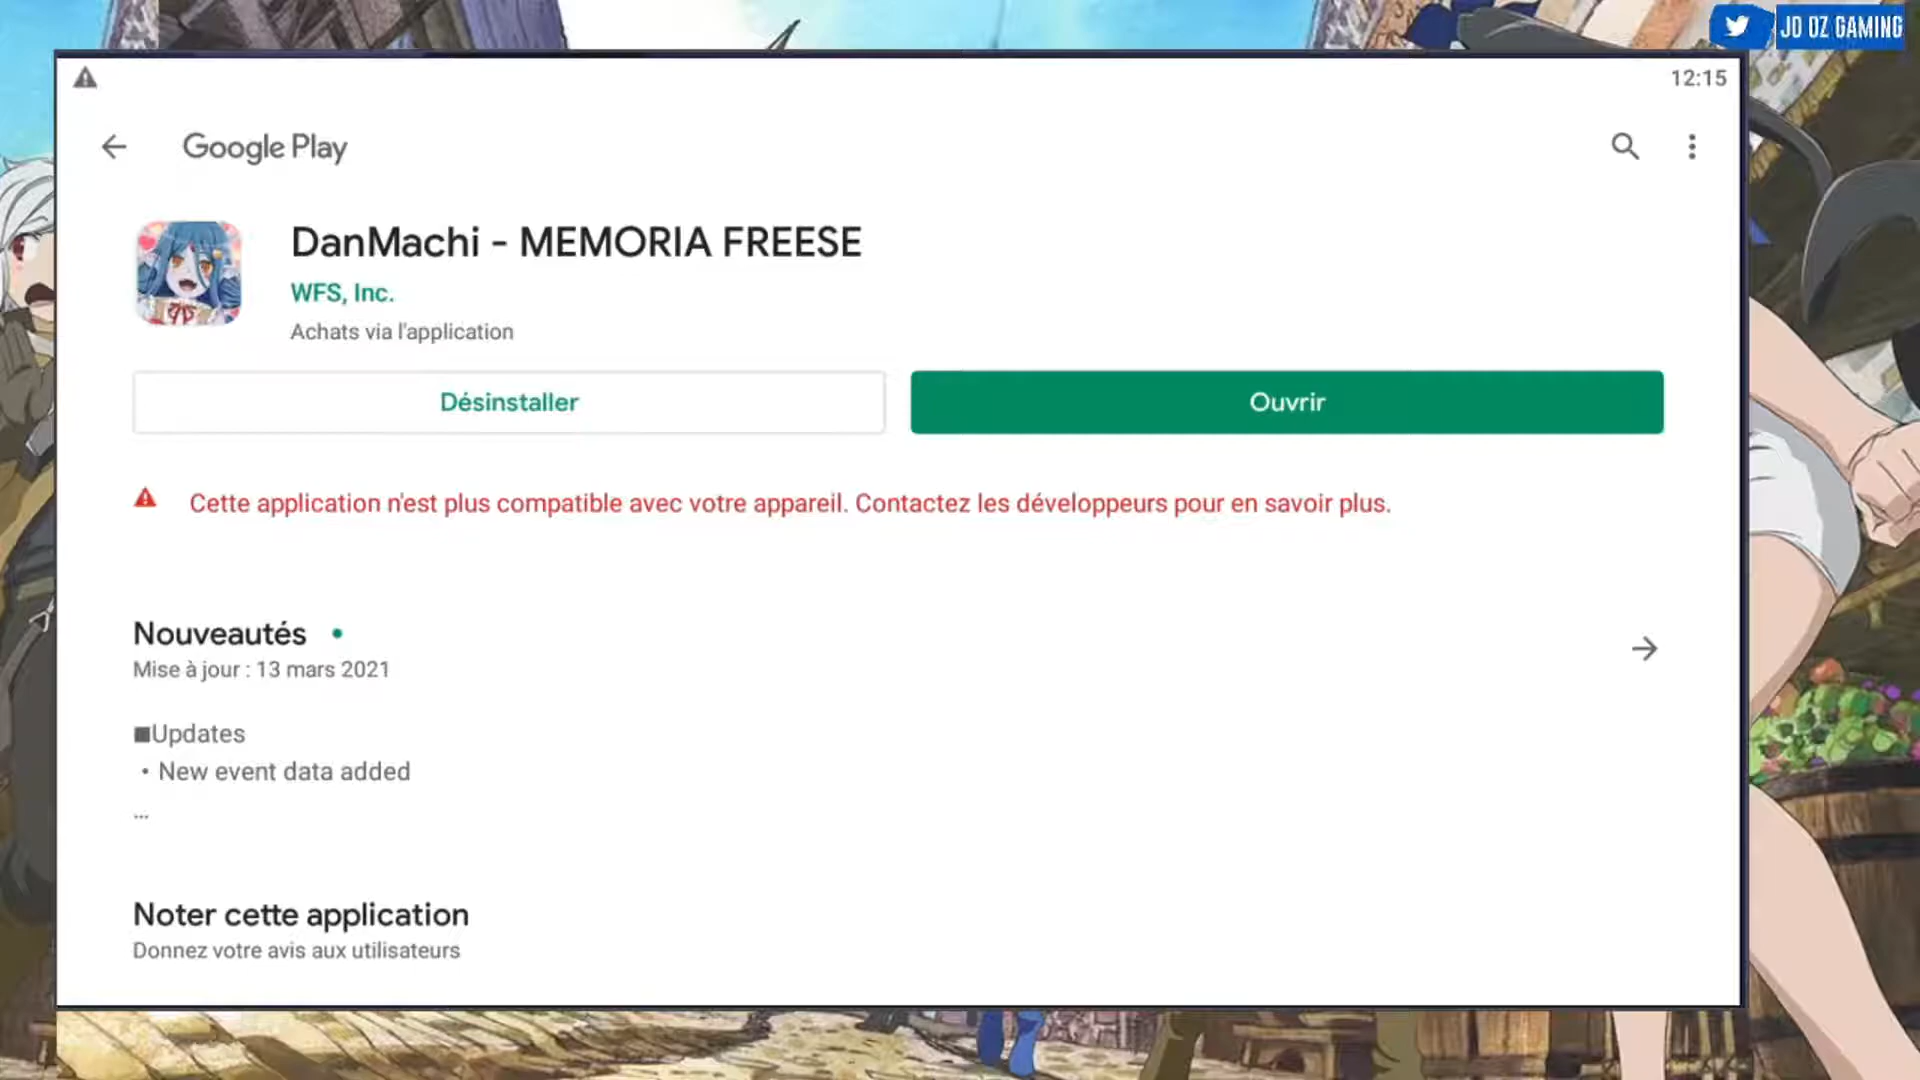 JD OZ GAMING
12:15
Google Play
DanMachi - MEMORIA FREESE
WFS, Inc.
Achats via l'application
Désinstaller
Ouvrir
Cette application n'est plus compatible avec votre appareil. Contactez les développeurs pour en savoir plus.
Nouveautés
Mise à jour : 13 mars 2021
■Updates
・New event data added
...
Noter cette application
Donnez votre avis aux utilisateurs